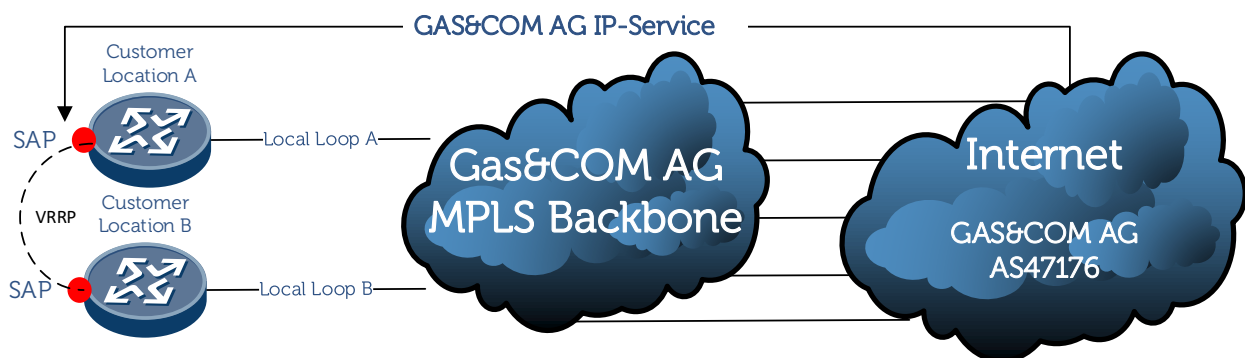 GAS&COM AG IP-Service
Customer
Location A
SAP
Local Loop A
VRRP
Customer
Location B
SAP
Local Loop B
Gas&COM AG
MPLS Backbone
Internet
GAS&COM AG
AS47176